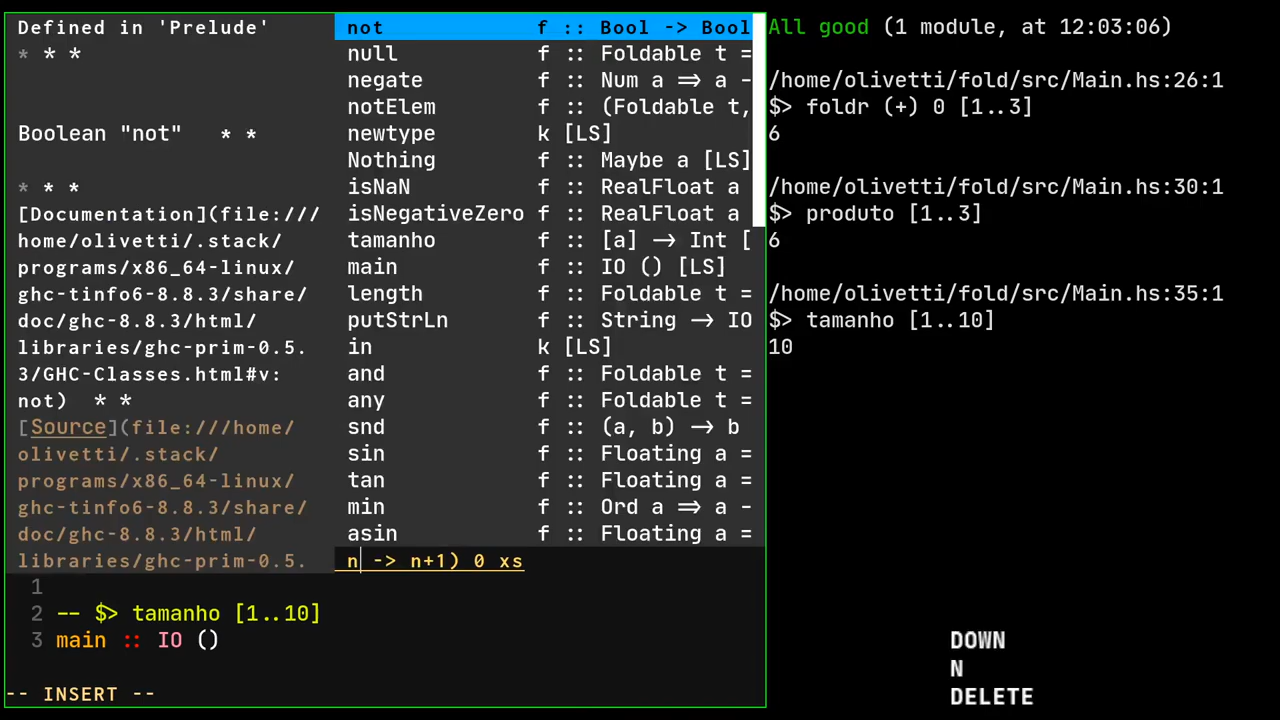 Defined in 'Prelude'
* * *
Boolean "not"   * *
* * *
[Documentation](file:///
home/olivetti/.stack/
programs/x86_64-linux/
ghc-tinfo6-8.8.3/share/
doc/ghc-8.8.3/html/
libraries/ghc-prim-0.5.
3/GHC-Classes.html#v:
not)  * *
[Source](file:///home/
olivetti/.stack/
programs/x86_64-linux/
ghc-tinfo6-8.8.3/share/
doc/ghc-8.8.3/html/
libraries/ghc-prim-0.5.
not f :: Bool -> Bool
null f :: Foldable t =
negate f :: Num a => a -
notElem f :: (Foldable t,
newtype k [LS]
Nothing f :: Maybe a [LS]
isNaN f :: RealFloat a
isNegativeZero f :: RealFloat a
tamanho f :: [a] -> Int [
main f :: IO () [LS]
length f :: Foldable t =
putStrLn f :: String -> IO
in k [LS]
and f :: Foldable t =
any f :: Foldable t =
snd f :: (a, b) -> b
sin f :: Floating a =
tan f :: Floating a =
min f :: Ord a => a -
asin f :: Floating a =
n -> n+1) 0 xs
1
2 -- $> tamanho [1..10]
3 main :: IO ()
-- INSERT --
All good (1 module, at 12:03:06)
/home/olivetti/fold/src/Main.hs:26:1
$> foldr (+) 0 [1..3]
6
/home/olivetti/fold/src/Main.hs:30:1
$> produto [1..3]
6
/home/olivetti/fold/src/Main.hs:35:1
$> tamanho [1..10]
10
DOWN
N
DELETE